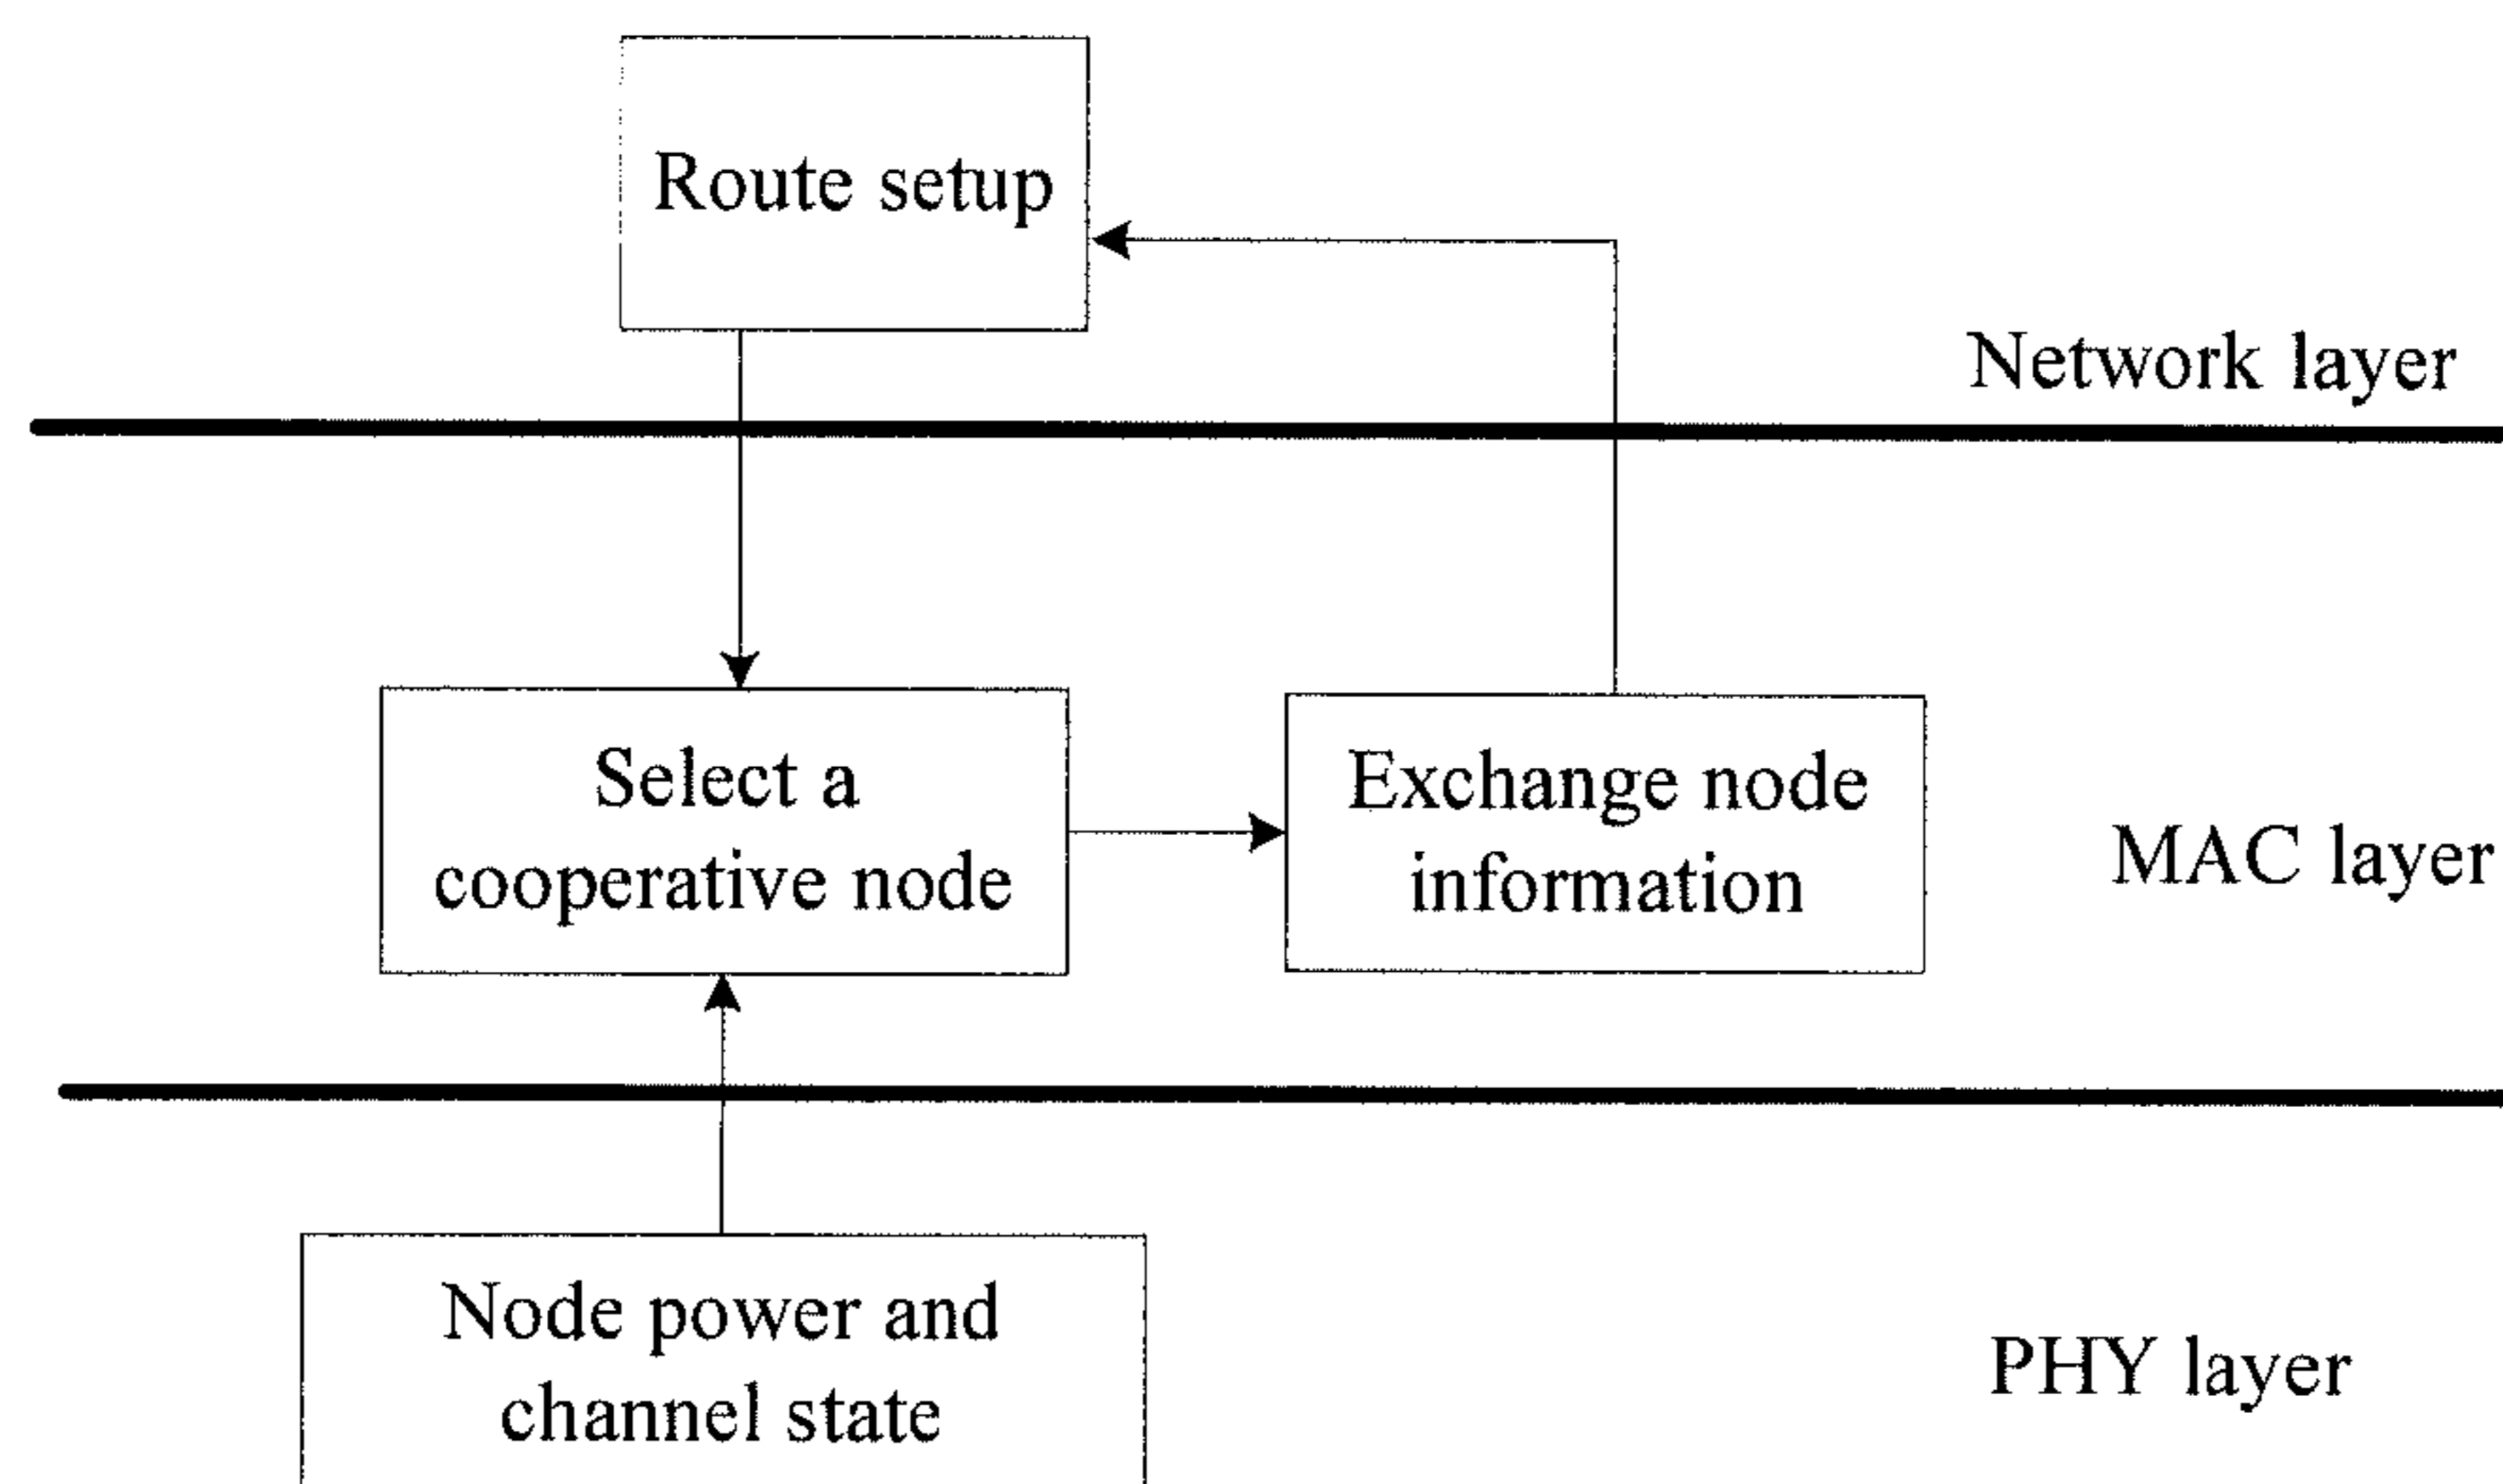 Route setup
Network layer
Select a
cooperative node
Exchange node
information
MAC layer
Node power and
channel state
PHY layer